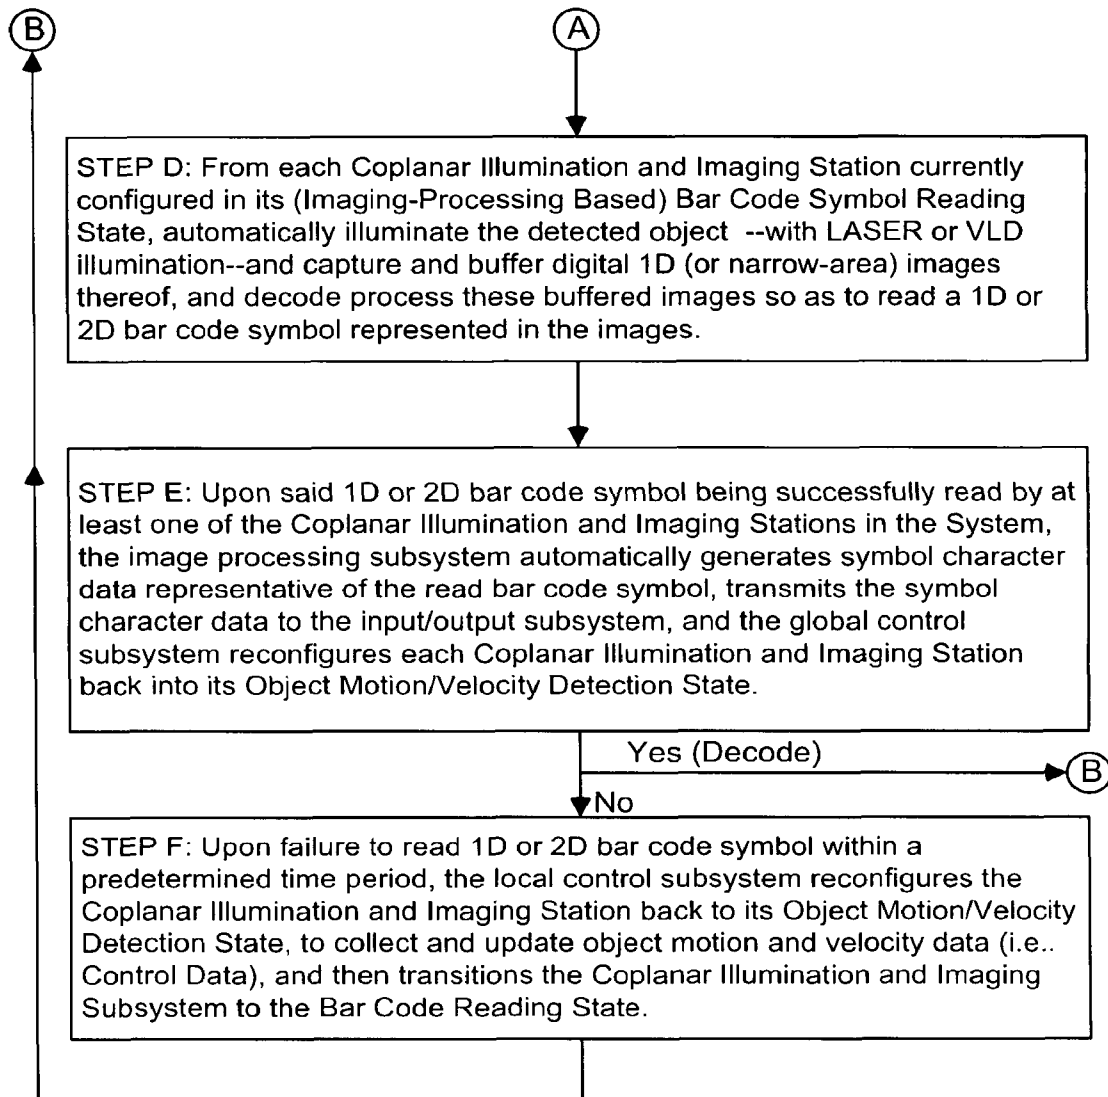 B
A
STEP D: From each Coplanar Illumination and Imaging Station currently
configured in its (Imaging-Processing Based) Bar Code Symbol Reading
State, automatically illuminate the detected object --with LASER or VLD
illumination--and capture and buffer digital 1D (or narrow-area) images
thereof, and decode process these buffered images so as to read a 1D or
2D bar code symbol represented in the images.
STEP E: Upon said 1D or 2D bar code symbol being successfully read by at
least one of the Coplanar Illumination and Imaging Stations in the System,
the image processing subsystem automatically generates symbol character
data representative of the read bar code symbol, transmits the symbol
character data to the input/output subsystem, and the global control
subsystem reconfigures each Coplanar Illumination and Imaging Station
back into its Object Motion/Velocity Detection State.
Yes (Decode)
B
No
STEP F: Upon failure to read 1D or 2D bar code symbol within a
predetermined time period, the local control subsystem reconfigures the
Coplanar Illumination and Imaging Station back to its Object Motion/Velocity
Detection State, to collect and update object motion and velocity data (i.e..
Control Data), and then transitions the Coplanar Illumination and Imaging
Subsystem to the Bar Code Reading State.